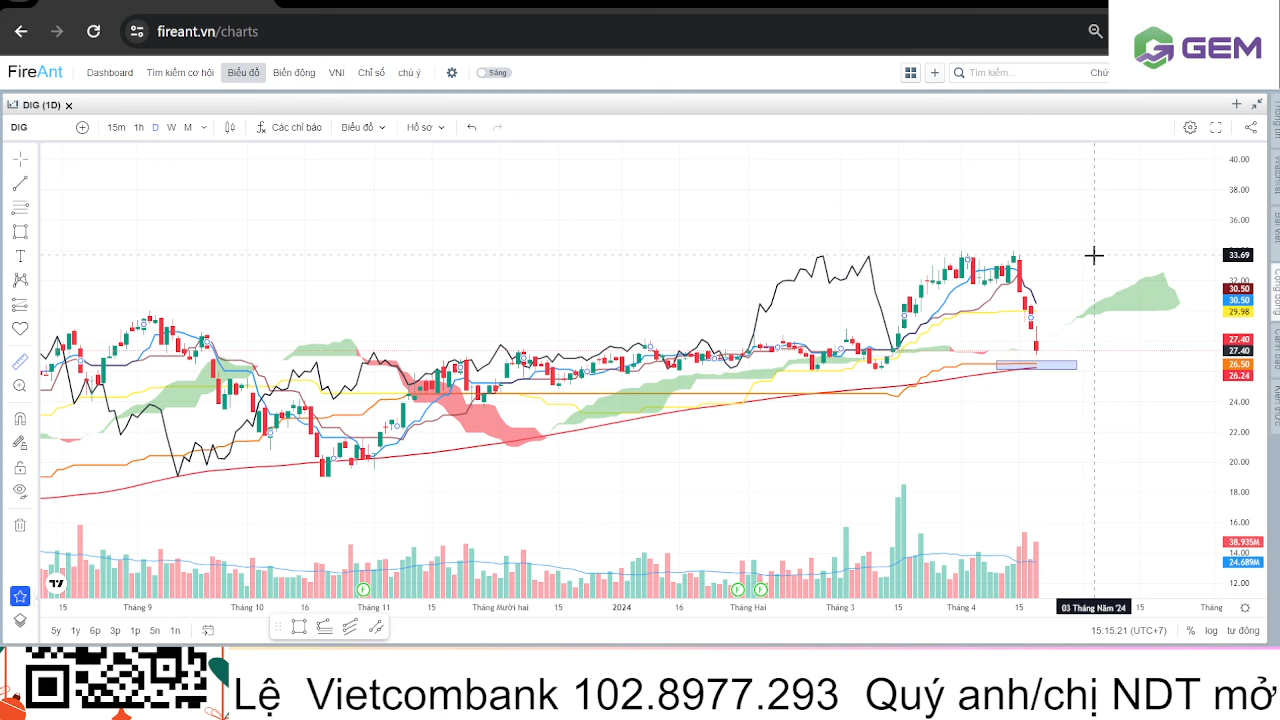 fireant.vn/charts
GEM
FireAnt
Dashboard
Tìm kiếm cơ hội
Biểu đồ
Biến động
VNI
Chỉ số
chú ý
Sáng
Tìm kiếm...
Chứ
DIG (1D)
DIG
15m
1h
D
W
M
Các chỉ báo
Biểu đồ
Hồ sơ
40.00
38.00
36.00
33.69
32.00
30.50
30.50
29.98
27.40
27.40
26.50
26.24
24.00
22.00
20.00
18.00
16.00
38.935M
14.00
24.689M
12.00
F
F
F
15
Tháng 9
Tháng 10
16
Tháng 11
15
Tháng Mười hai
15
2024
16
Tháng Hai
Tháng 3
15
Tháng 4
15
03 Tháng Năm '24
15
Tháng
5y
1y
6p
3p
1p
5n
1n
15:15:21 (UTC+7)
%
log
tự động
Lệ Vietcombank 102.8977.293 Quý anh/chị NDT mở